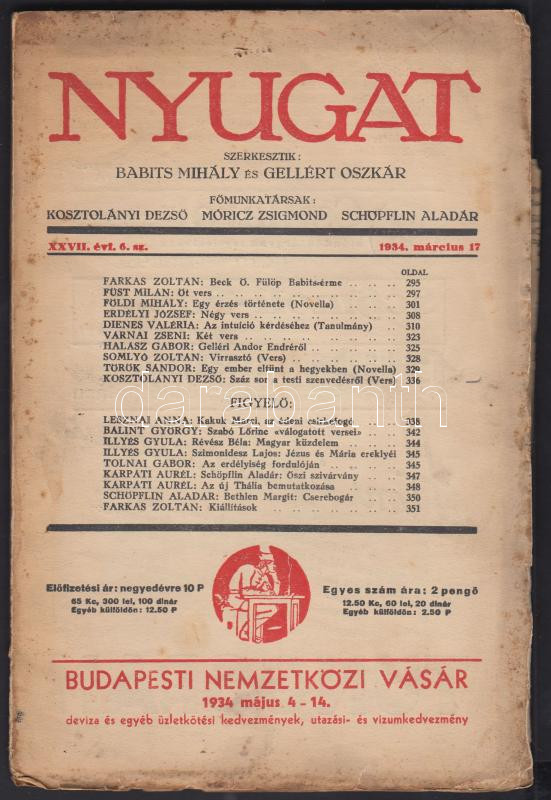 NYUGAT
SZERKESZTIK:
BABITS MIHÁLY ÉS GELLÉRT OSZKÁR
FŐMUNKATÁRSAK:
KOSZTOLÁNYI DEZSŐ MÓRICZ ZSIGMOND SCHÖPFLIN ALADÁR
XXVII. évf. 6. sz. 1934. március 17
OLDAL
FARKAS ZOLTÁN: Beck Ö. Fülöp Babits-érme .. .. .. 295
FÜST MILÁN: Öt vers .. .. .. .. .. .. .. .. 297
FÖLDI MIHÁLY: Egy érzés története (Novella) .. .. 301
ERDÉLYI JÓZSEF: Négy vers .. .. .. .. .. .. 308
DIENES VALÉRIA: Az intuíció kérdéséhez (Tanulmány) .. 310
VÁRNAI ZSENI: Két vers .. .. .. .. .. .. .. 323
HALÁSZ GÁBOR: Gelléri Andor Endréről .. .. .. .. 325
SOMLYÓ ZOLTÁN: Virrasztó (Vers) .. .. .. .. .. 328
TÖRÖK SÁNDOR: Egy ember eltünt a hegyekben (Novella) 329
KOSZTOLÁNYI DEZSŐ: Száz sor a testi szenvedésről (Vers) 336
FIGYELŐ:
LESZNAI ANNA: Kakuk Marci, az édeni csirkefogó .. .. 338
BÁLINT GYÖRGY: Szabó Lőrinc «válogatott versei» .. .. 342
ILLYÉS GYULA: Révész Béla: Magyar küzdelem .. .. 344
ILLYÉS GYULA: Szimonidesz Lajos: Jézus és Mária ereklyéi 345
TOLNAI GÁBOR: Az erdélyiség fordulóján .. .. .. 345
KÁRPÁTI AURÉL: Schöpflin Aladár: Őszi szivárvány .. .. 347
KÁRPÁTI AURÉL: Az új Thália bemutatkozása .. .. .. 348
SCHÖPFLIN ALADÁR: Bethlen Margit: Cserebogár .. .. 350
FARKAS ZOLTÁN: Kiállítások .. .. .. .. .. .. 351
Előfizetési ár: negyedévre 10 P
65 Kc, 300 lei, 100 dinár
Egyéb külföldön: 12.50 P
Egyes szám ára: 2 pengő
12.50 Kc, 60 lei, 20 dinár
Egyéb külföldön: 2.50 P
BUDAPESTI NEMZETKÖZI VÁSÁR
1934 május 4-14.
deviza és egyéb üzletkötési kedvezmények, utazási- és vizumkedvezmény
darabanth